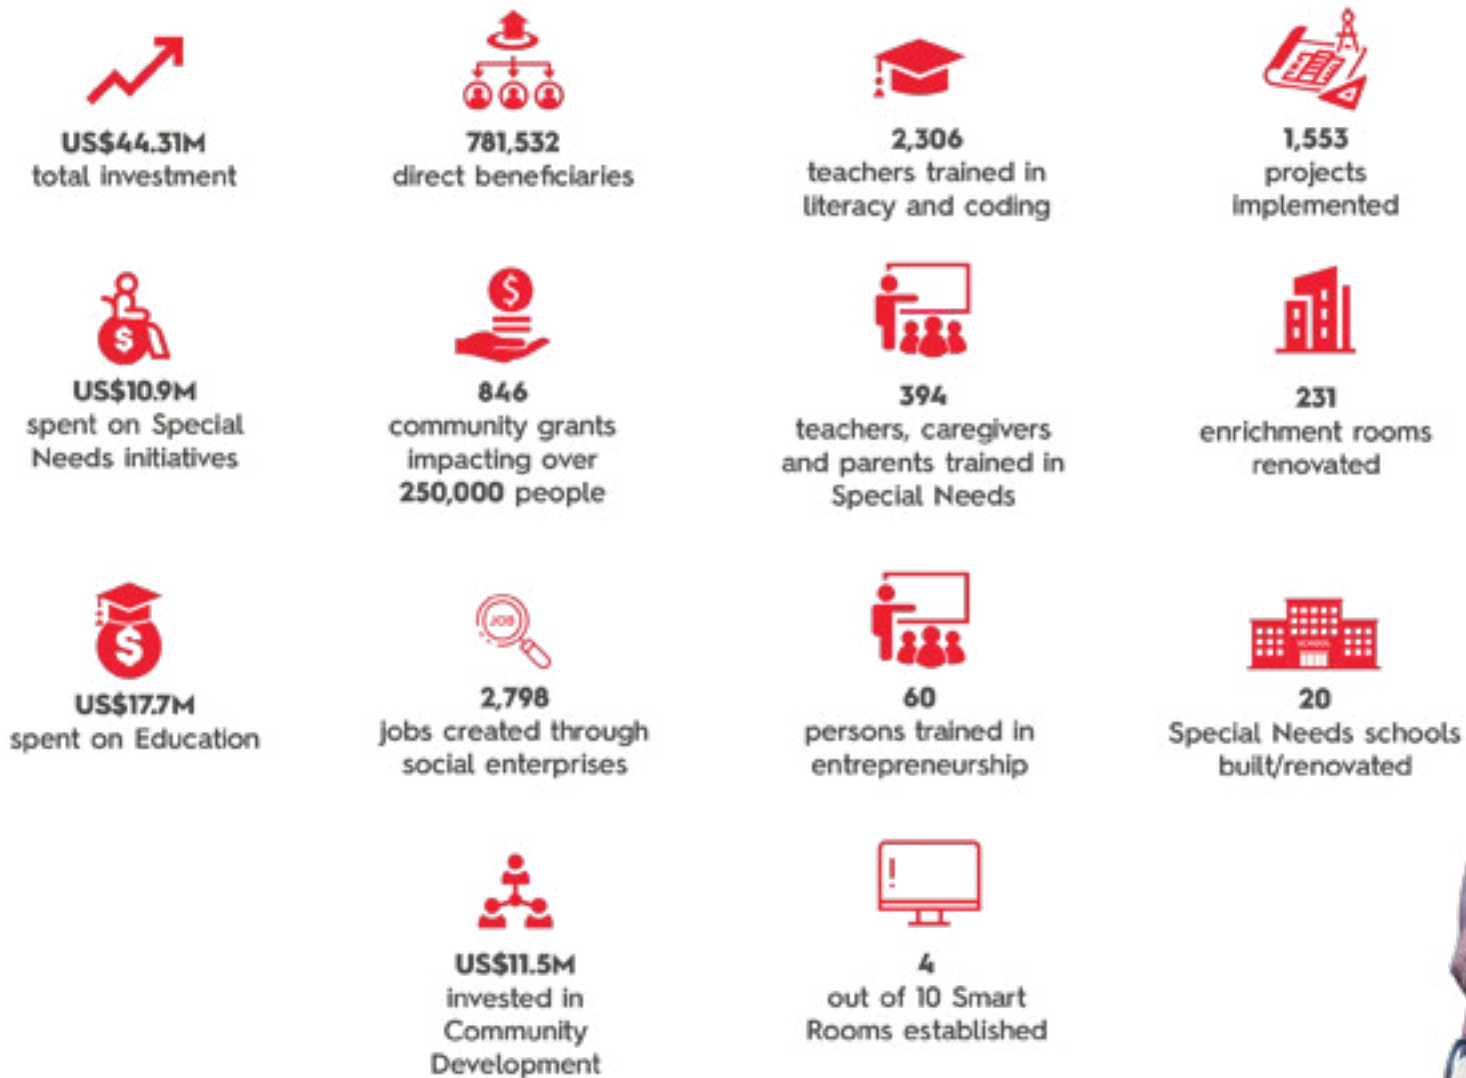 US$44.31M
total investment
781,532
direct beneficiaries
2,306
teachers trained in
literacy and coding
1,553
projects
implemented
$
US$10.9M
spent on Special
Needs initiatives
$
846
community grants
impacting over
250,000 people
394
teachers, caregivers
and parents trained in
Special Needs
231
enrichment rooms
renovated
$
US$17.7M
spent on Education
JOB
2,798
jobs created through
social enterprises
60
persons trained in
entrepreneurship
SCHOOL
20
Special Needs schools
built/renovated
US$11.5M
invested in
Community
Development
4
out of 10 Smart
Rooms established